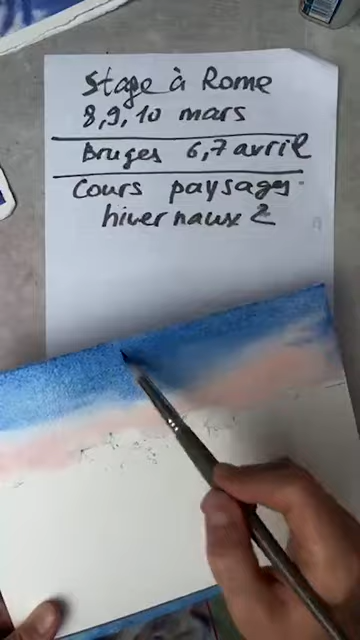 Stage à Rome
8,9,10 mars
Bruges 6,7 avril
Cours paysages
hivernaux 2